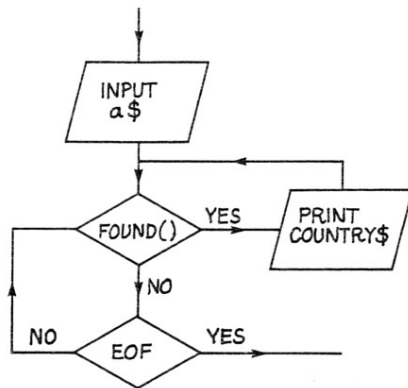 INPUT
a$
FOUND()
YES
PRINT
COUNTRY$
NO
NO
EOF
YES